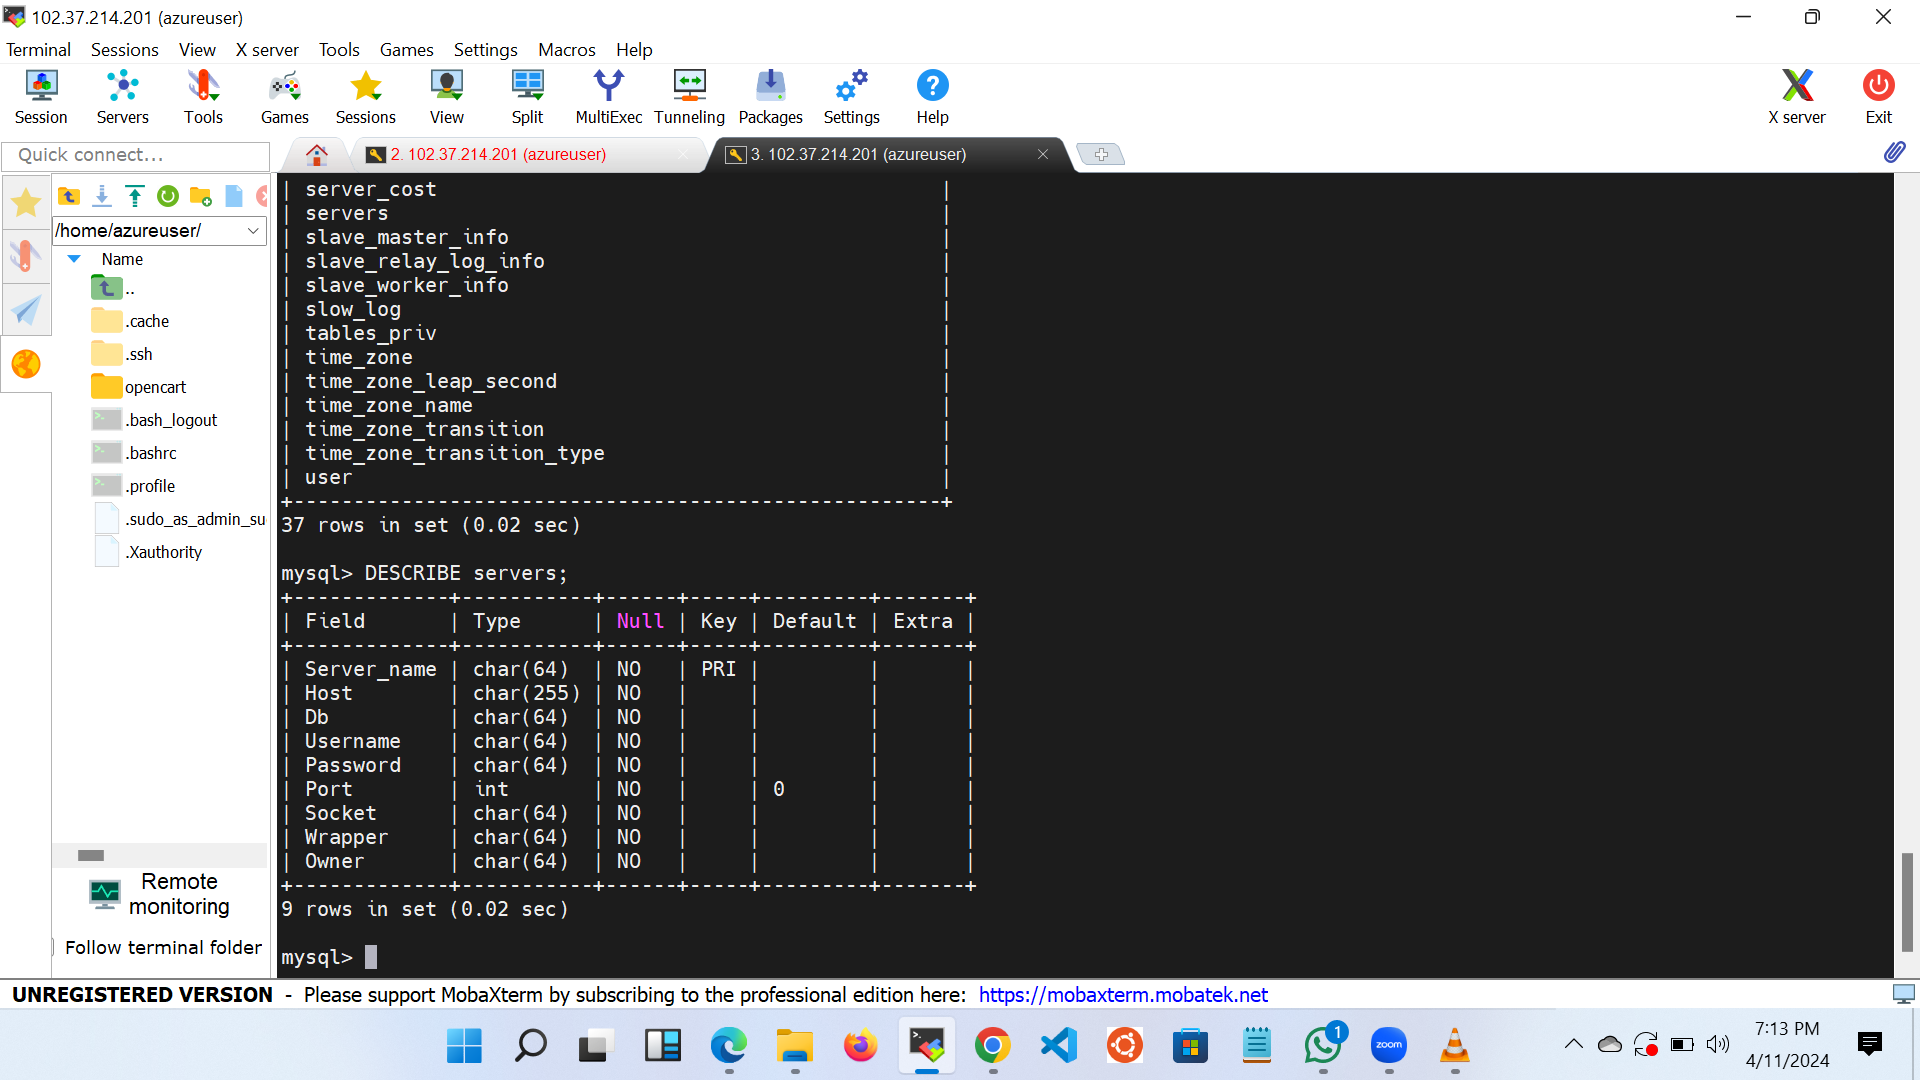 102.37.214.201 (azureuser)
Terminal Sessions View X server Tools Games Settings Macros Help
Session Servers Tools Games Sessions View Split MultiExec Tunneling Packages Settings Help X server Exit
Quick connect...
2. 102.37.214.201 (azureuser)
3. 102.37.214.201 (azureuser)
/home/azureuser/
Name
..
.cache
.ssh
opencart
.bash_logout
.bashrc
.profile
.sudo_as_admin_su
.Xauthority
Remote
monitoring
Follow terminal folder
| server_cost |
| servers |
| slave_master_info |
| slave_relay_log_info |
| slave_worker_info |
| slow_log |
| tables_priv |
| time_zone |
| time_zone_leap_second |
| time_zone_name |
| time_zone_transition |
| time_zone_transition_type |
| user |
+------------------------------------------------------+
37 rows in set (0.02 sec)
mysql> DESCRIBE servers;
+-------------+-----------+------+-----+---------+-------+
| Field | Type | Null | Key | Default | Extra |
+-------------+-----------+------+-----+---------+-------+
| Server_name | char(64) | NO | PRI | | |
| Host | char(255) | NO | | | |
| Db | char(64) | NO | | | |
| Username | char(64) | NO | | | |
| Password | char(64) | NO | | | |
| Port | int | NO | | 0 | |
| Socket | char(64) | NO | | | |
| Wrapper | char(64) | NO | | | |
| Owner | char(64) | NO | | | |
+-------------+-----------+------+-----+---------+-------+
9 rows in set (0.02 sec)
mysql>
UNREGISTERED VERSION - Please support MobaXterm by subscribing to the professional edition here: https://mobaxterm.mobatek.net
zoom
1
7:13 PM
4/11/2024